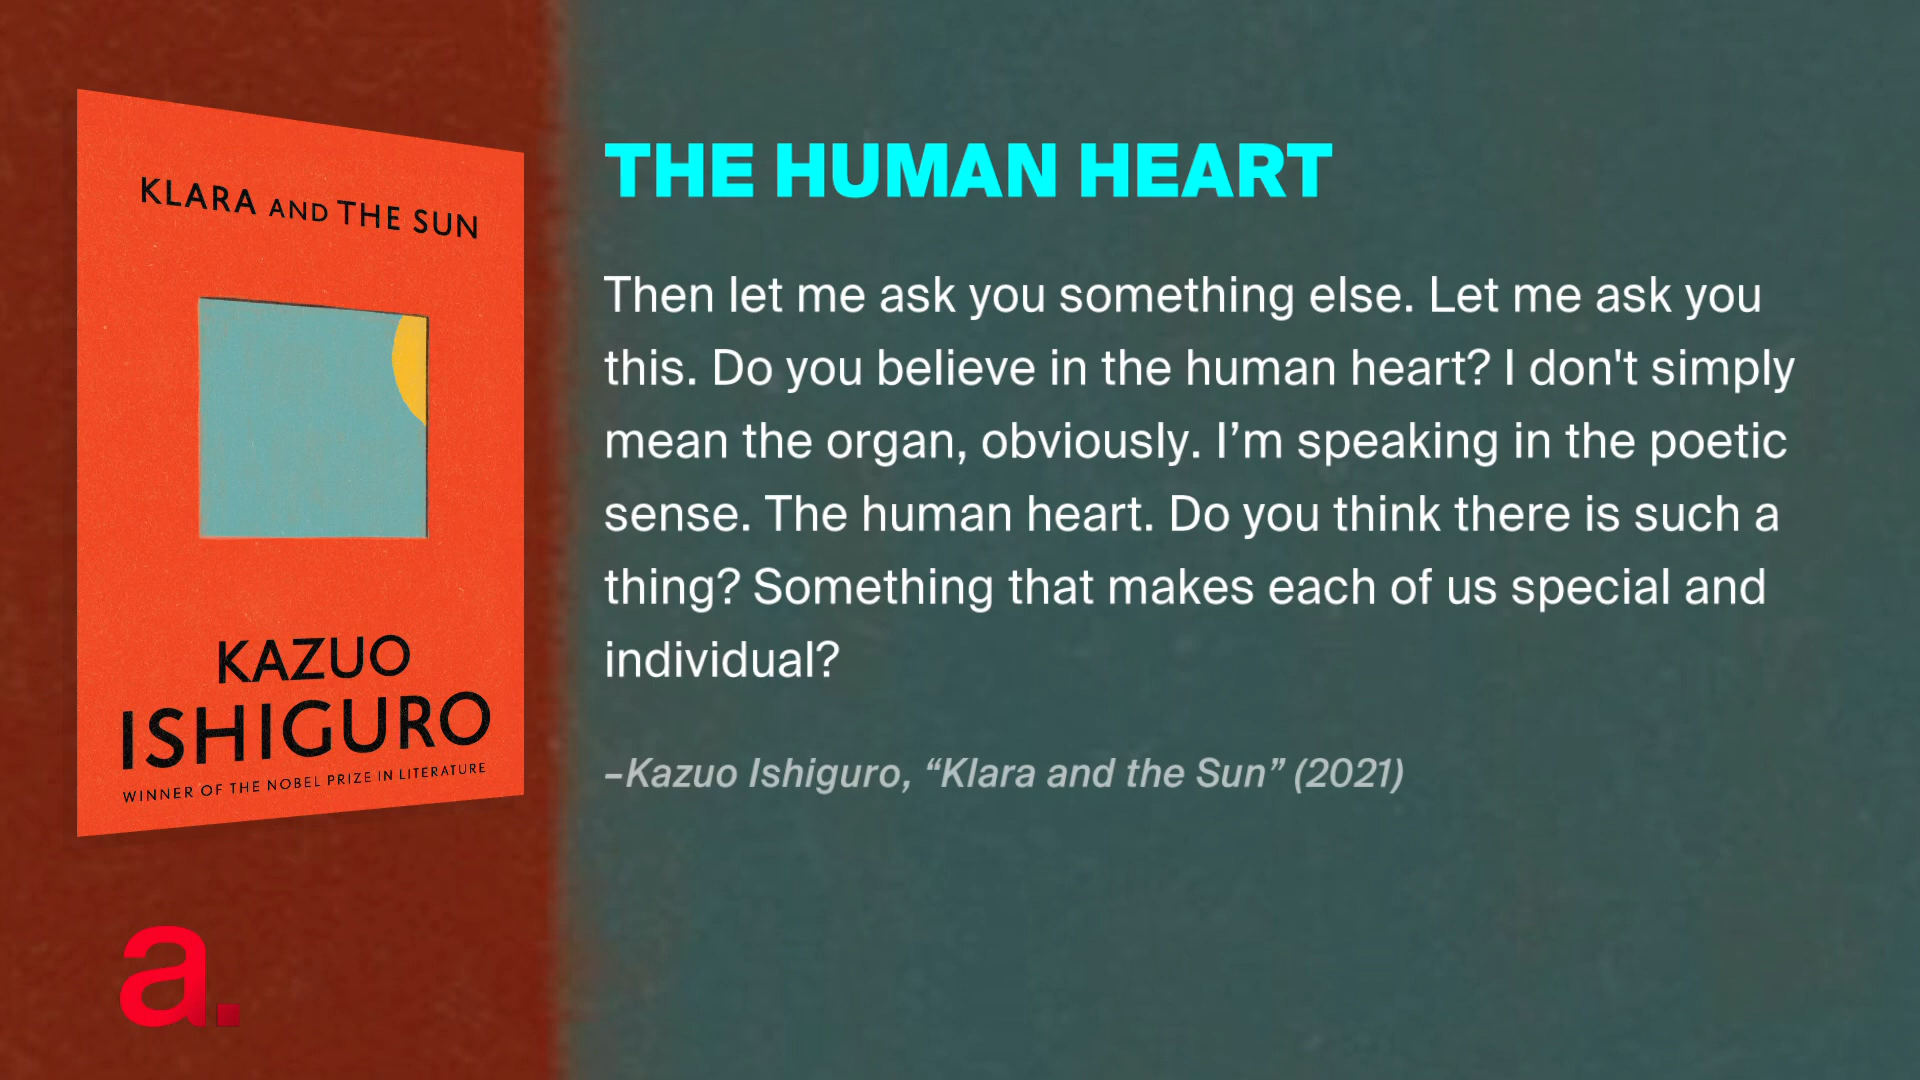 KLARA AND THE SUN
KAZUO
ISHIGURO
WINNER OF THE NOBEL PRIZE IN LITERATURE
a.
THE HUMAN HEART
Then let me ask you something else. Let me ask you
this. Do you believe in the human heart? I don't simply
mean the organ, obviously. I’m speaking in the poetic
sense. The human heart. Do you think there is such a
thing? Something that makes each of us special and
individual?
–Kazuo Ishiguro, “Klara and the Sun” (2021)